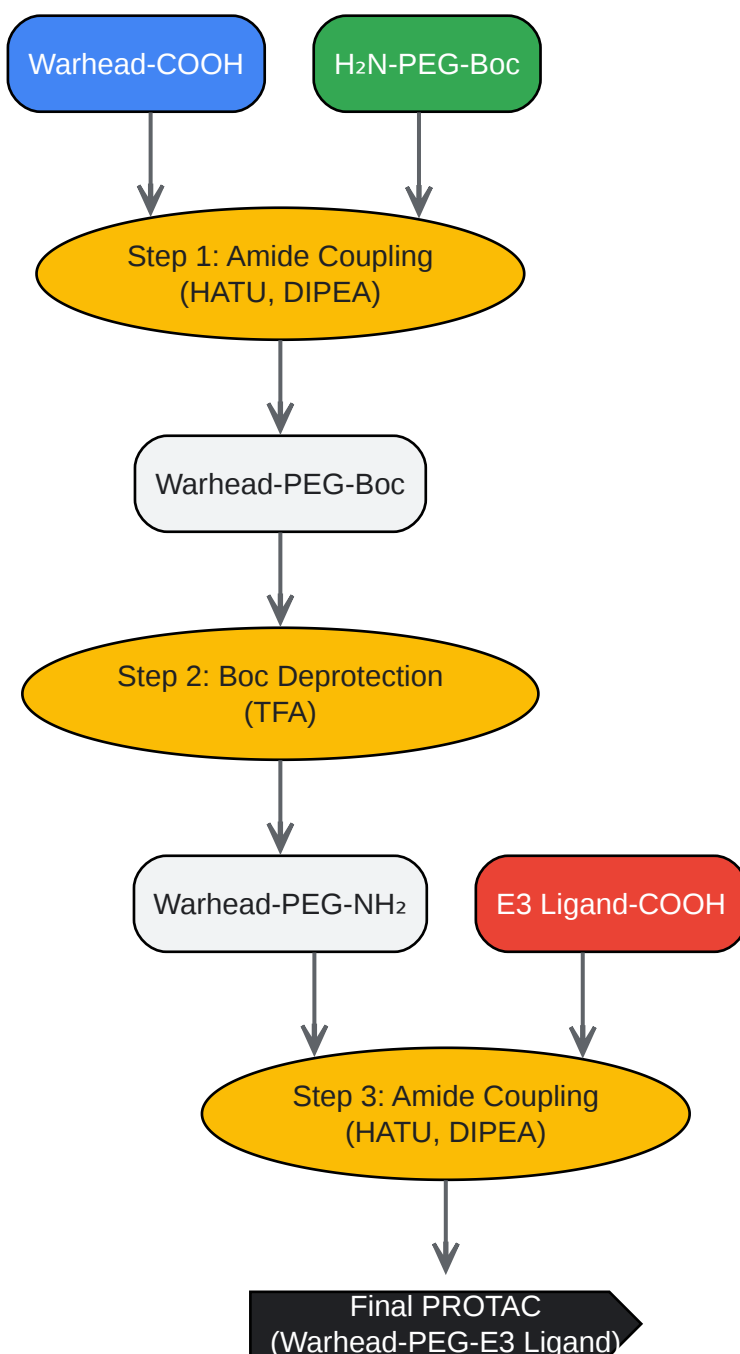 Warhead-COOH
H₂N-PEG-Boc
Step 1: Amide Coupling
(HATU, DIPEA)
Warhead-PEG-Boc
Step 2: Boc Deprotection
(TFA)
Warhead-PEG-NH₂
E3 Ligand-COOH
Step 3: Amide Coupling
(HATU, DIPEA)
Final PROTAC
(Warhead-PEG-E3 Ligand)